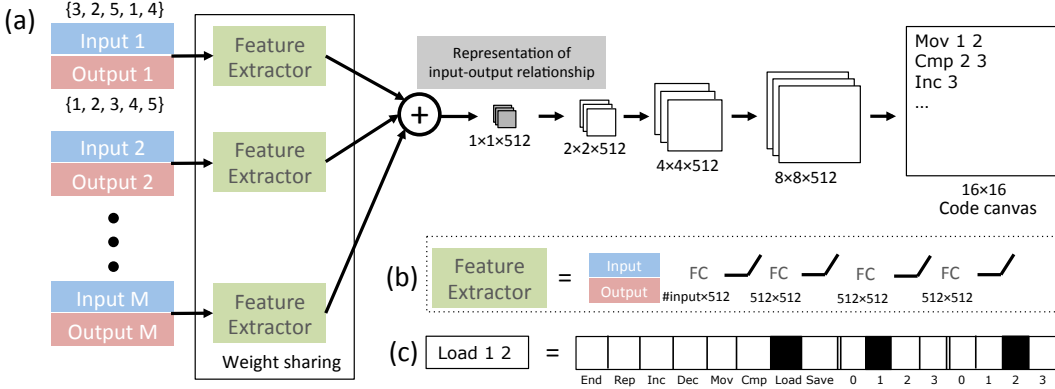 (a)
{3, 2, 5, 1, 4}
Input 1
Output 1
{1, 2, 3, 4, 5}
Input 2
Output 2
Input M
Output M
Feature
Extractor
Feature
Extractor
Feature
Extractor
Weight sharing
+
Representation of
input-output relationship
1×1×512
2×2×512
4×4×512
8×8×512
Mov 1 2
Cmp 2 3
Inc 3
...
16×16
Code canvas
(b)
Feature
Extractor
=
Input
Output
FC FC FC FC
#input×512 512×512 512×512 512×512
(c)
Load 1 2
=
End Rep Inc Dec Mov Cmp Load Save 0 1 2 3 0 1 2 3